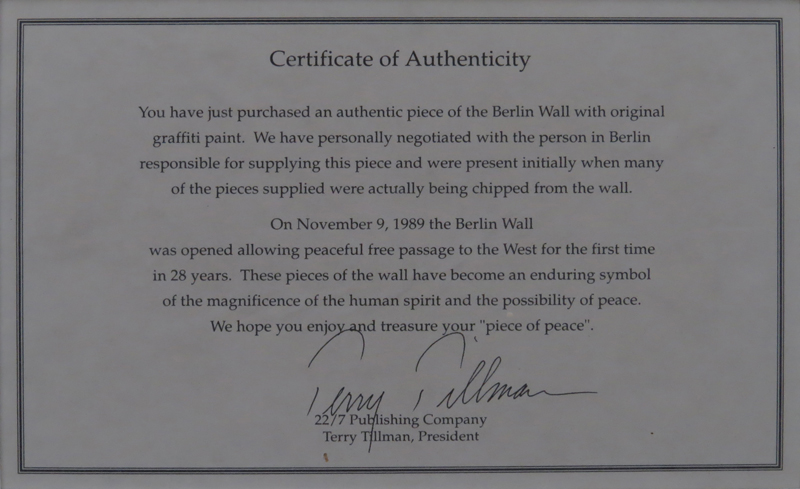 Certificate of Authenticity
You have just purchased an authentic piece of the Berlin Wall with original
graffiti paint. We have personally negotiated with the person in Berlin
responsible for supplying this piece and were present initially when many
of the pieces supplied were actually being chipped from the wall.
On November 9, 1989 the Berlin Wall
was opened allowing peaceful free passage to the West for the first time
in 28 years. These pieces of the wall have become an enduring symbol
of the magnificence of the human spirit and the possibility of peace.
We hope you enjoy and treasure your "piece of peace".
Terry Tillman
22/7 Publishing Company
Terry Tillman, President